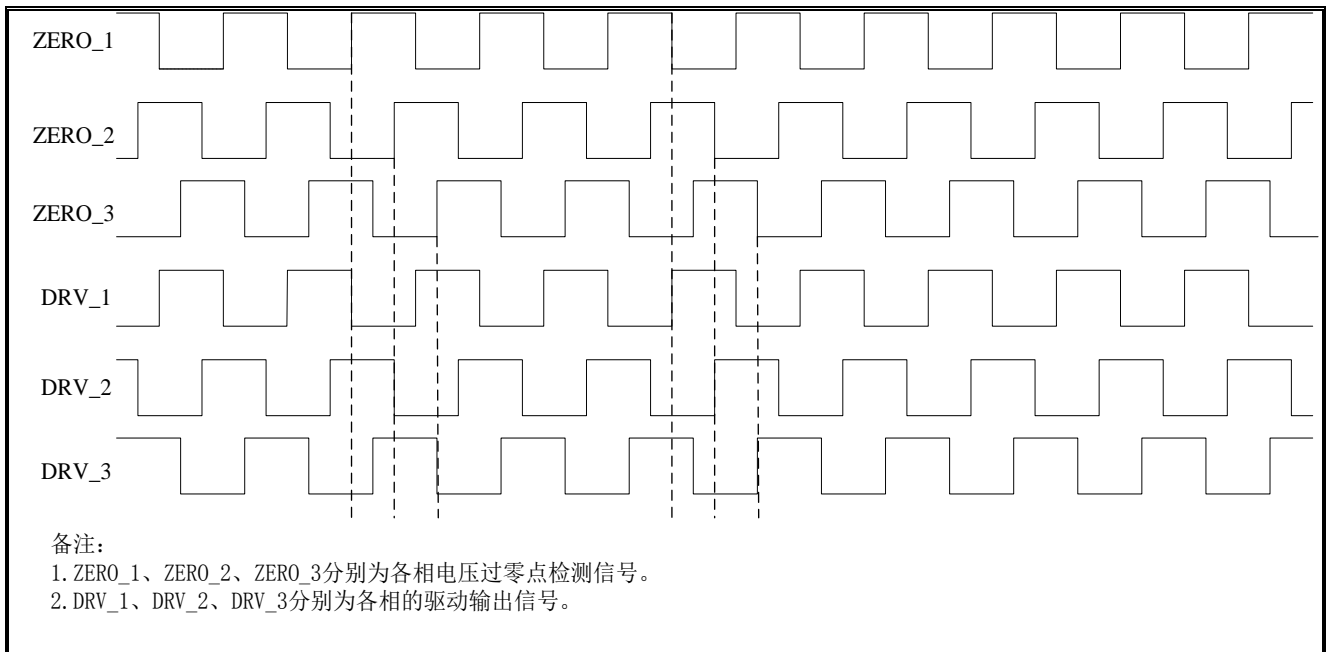 ZERO_1
ZERO_2
ZERO_3
DRV_1
DRV_2
DRV_3
备注：
1.ZERO_1、ZERO_2、ZERO_3分别为各相电压过零点检测信号。
2.DRV_1、DRV_2、DRV_3分别为各相的驱动输出信号。